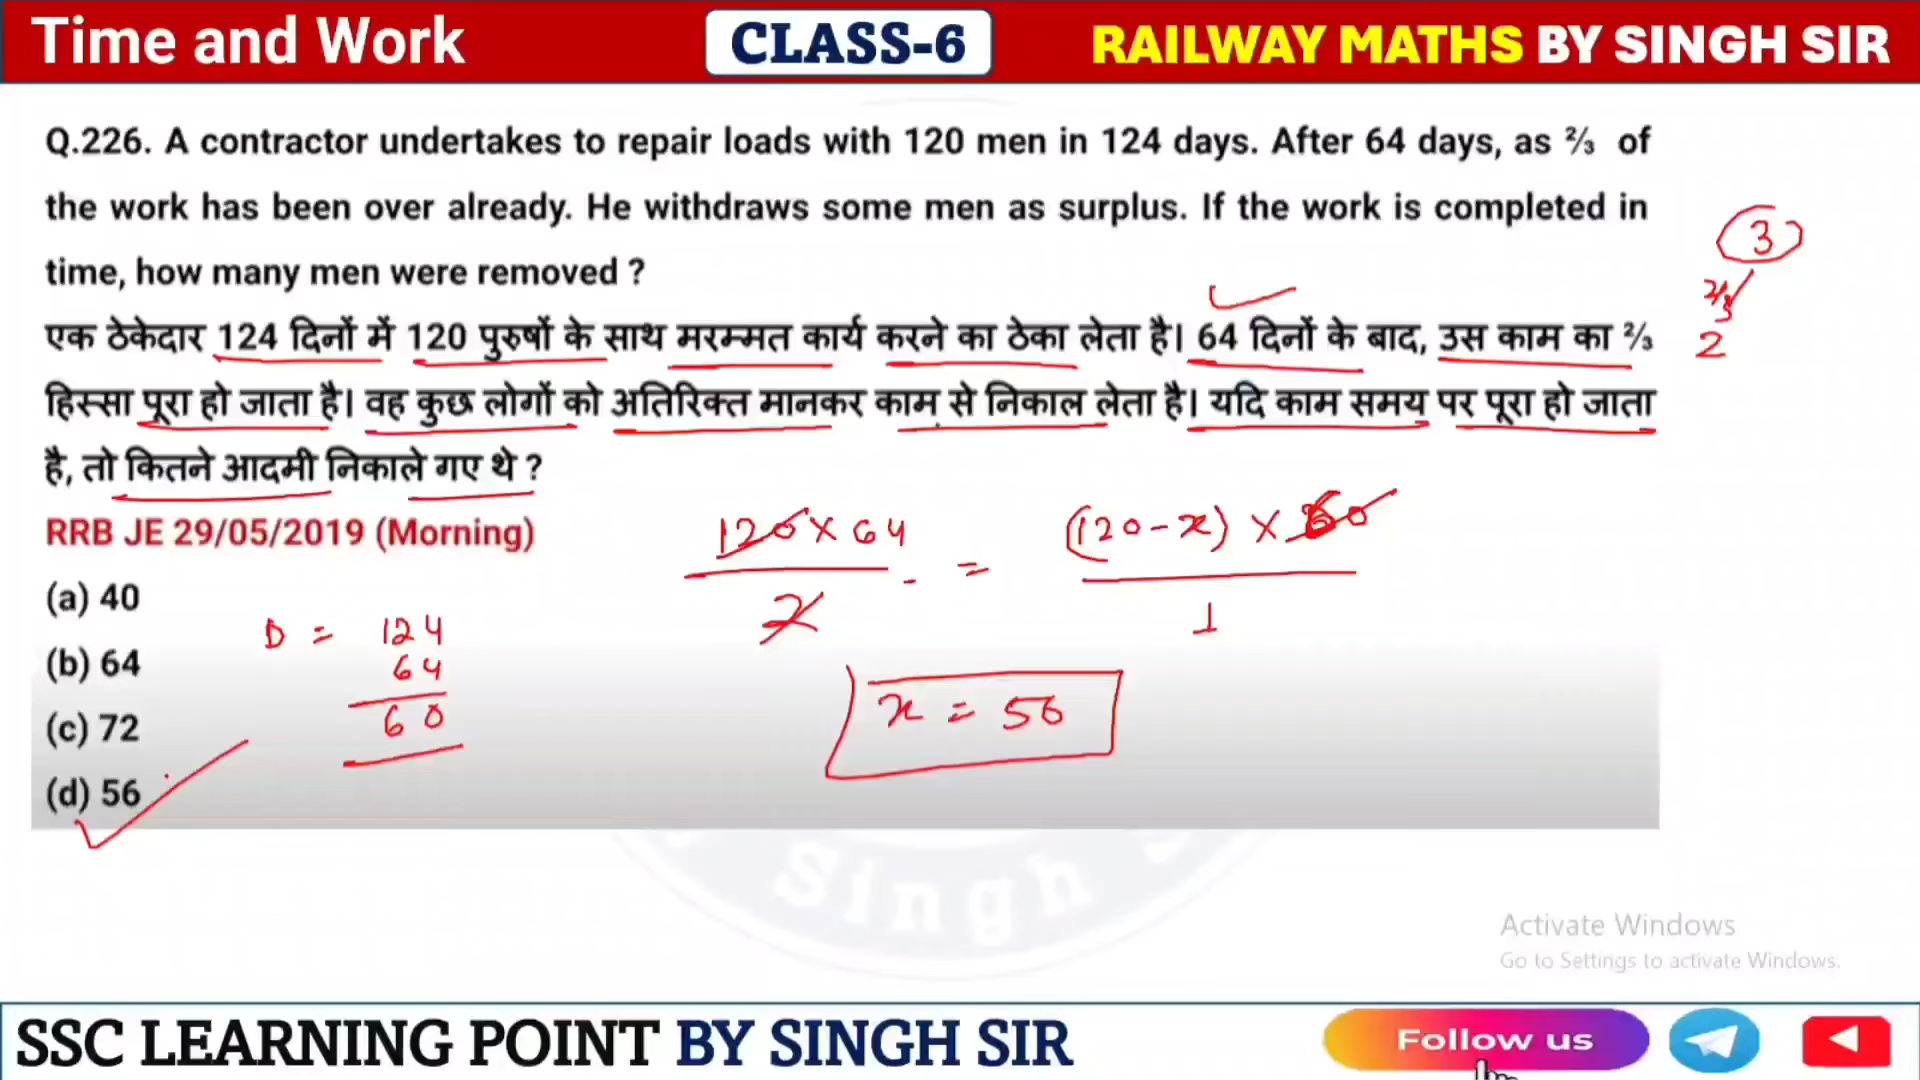 Time and Work
CLASS-6
RAILWAY MATHS BY SINGH SIR
Q.226. A contractor undertakes to repair loads with 120 men in 124 days. After 64 days, as ⅔ of
the work has been over already. He withdraws some men as surplus. If the work is completed in
time, how many men were removed ?
एक ठेकेदार 124 दिनों में 120 पुरुषों के साथ मरम्मत कार्य करने का ठेका लेता है। 64 दिनों के बाद, उस काम का ⅔
हिस्सा पूरा हो जाता है। वह कुछ लोगों को अतिरिक्त मानकर काम से निकाल लेता है। यदि काम समय पर पूरा हो जाता
है, तो कितने आदमी निकाले गए थे ?
3
2/3
2
RRB JE 29/05/2019 (Morning)
(a) 40
(b) 64
(c) 72
(d) 56
D = 124
64
60
120 × 64 = (120 - x) × 60
2 1
x = 56
Singh S
Activate Windows
Go to Settings to activate Windows.
SSC LEARNING POINT BY SINGH SIR
Follow us